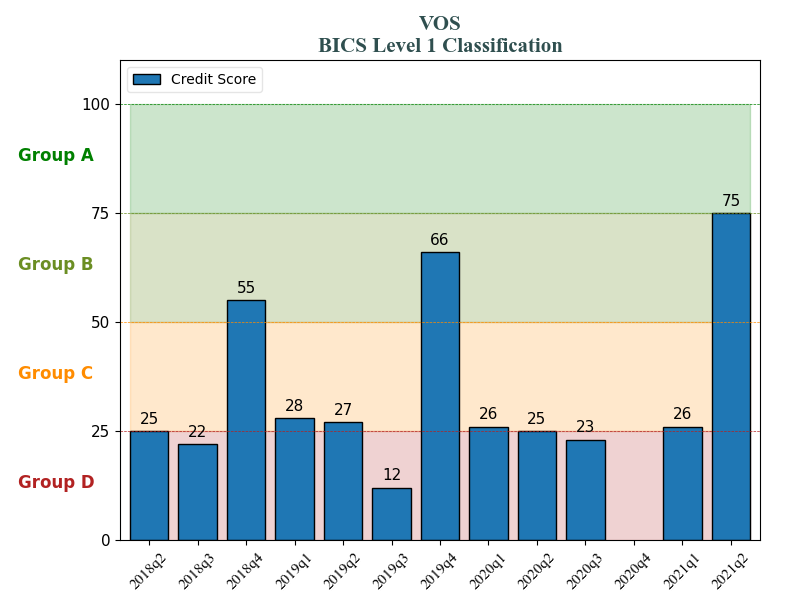 VOS
BICS Level 1 Classification
Credit Score
100
Group A
75
75
66
Group B
55
50
Group C
25
22
28
27
12
26
25
23
26
25
Group D
0
2018q2
2018q3
2018q4
2019q1
2019q2
2019q3
2019q4
2020q1
2020q2
2020q3
2020q4
2021q1
2021q2